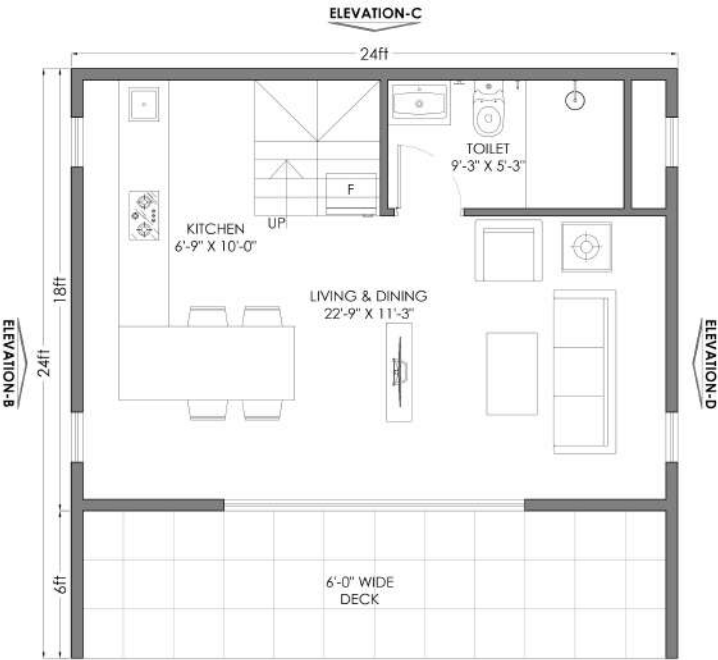 ELEVATION-C
24ft
TOILET
9'-3" X 5'-3"
F
UP
KITCHEN
6'-9" X 10'-0"
18ft
LIVING & DINING
22'-9" X 11'-3"
ELEVATION-B
24ft
ELEVATION-D
6ft
6'-0" WIDE
DECK